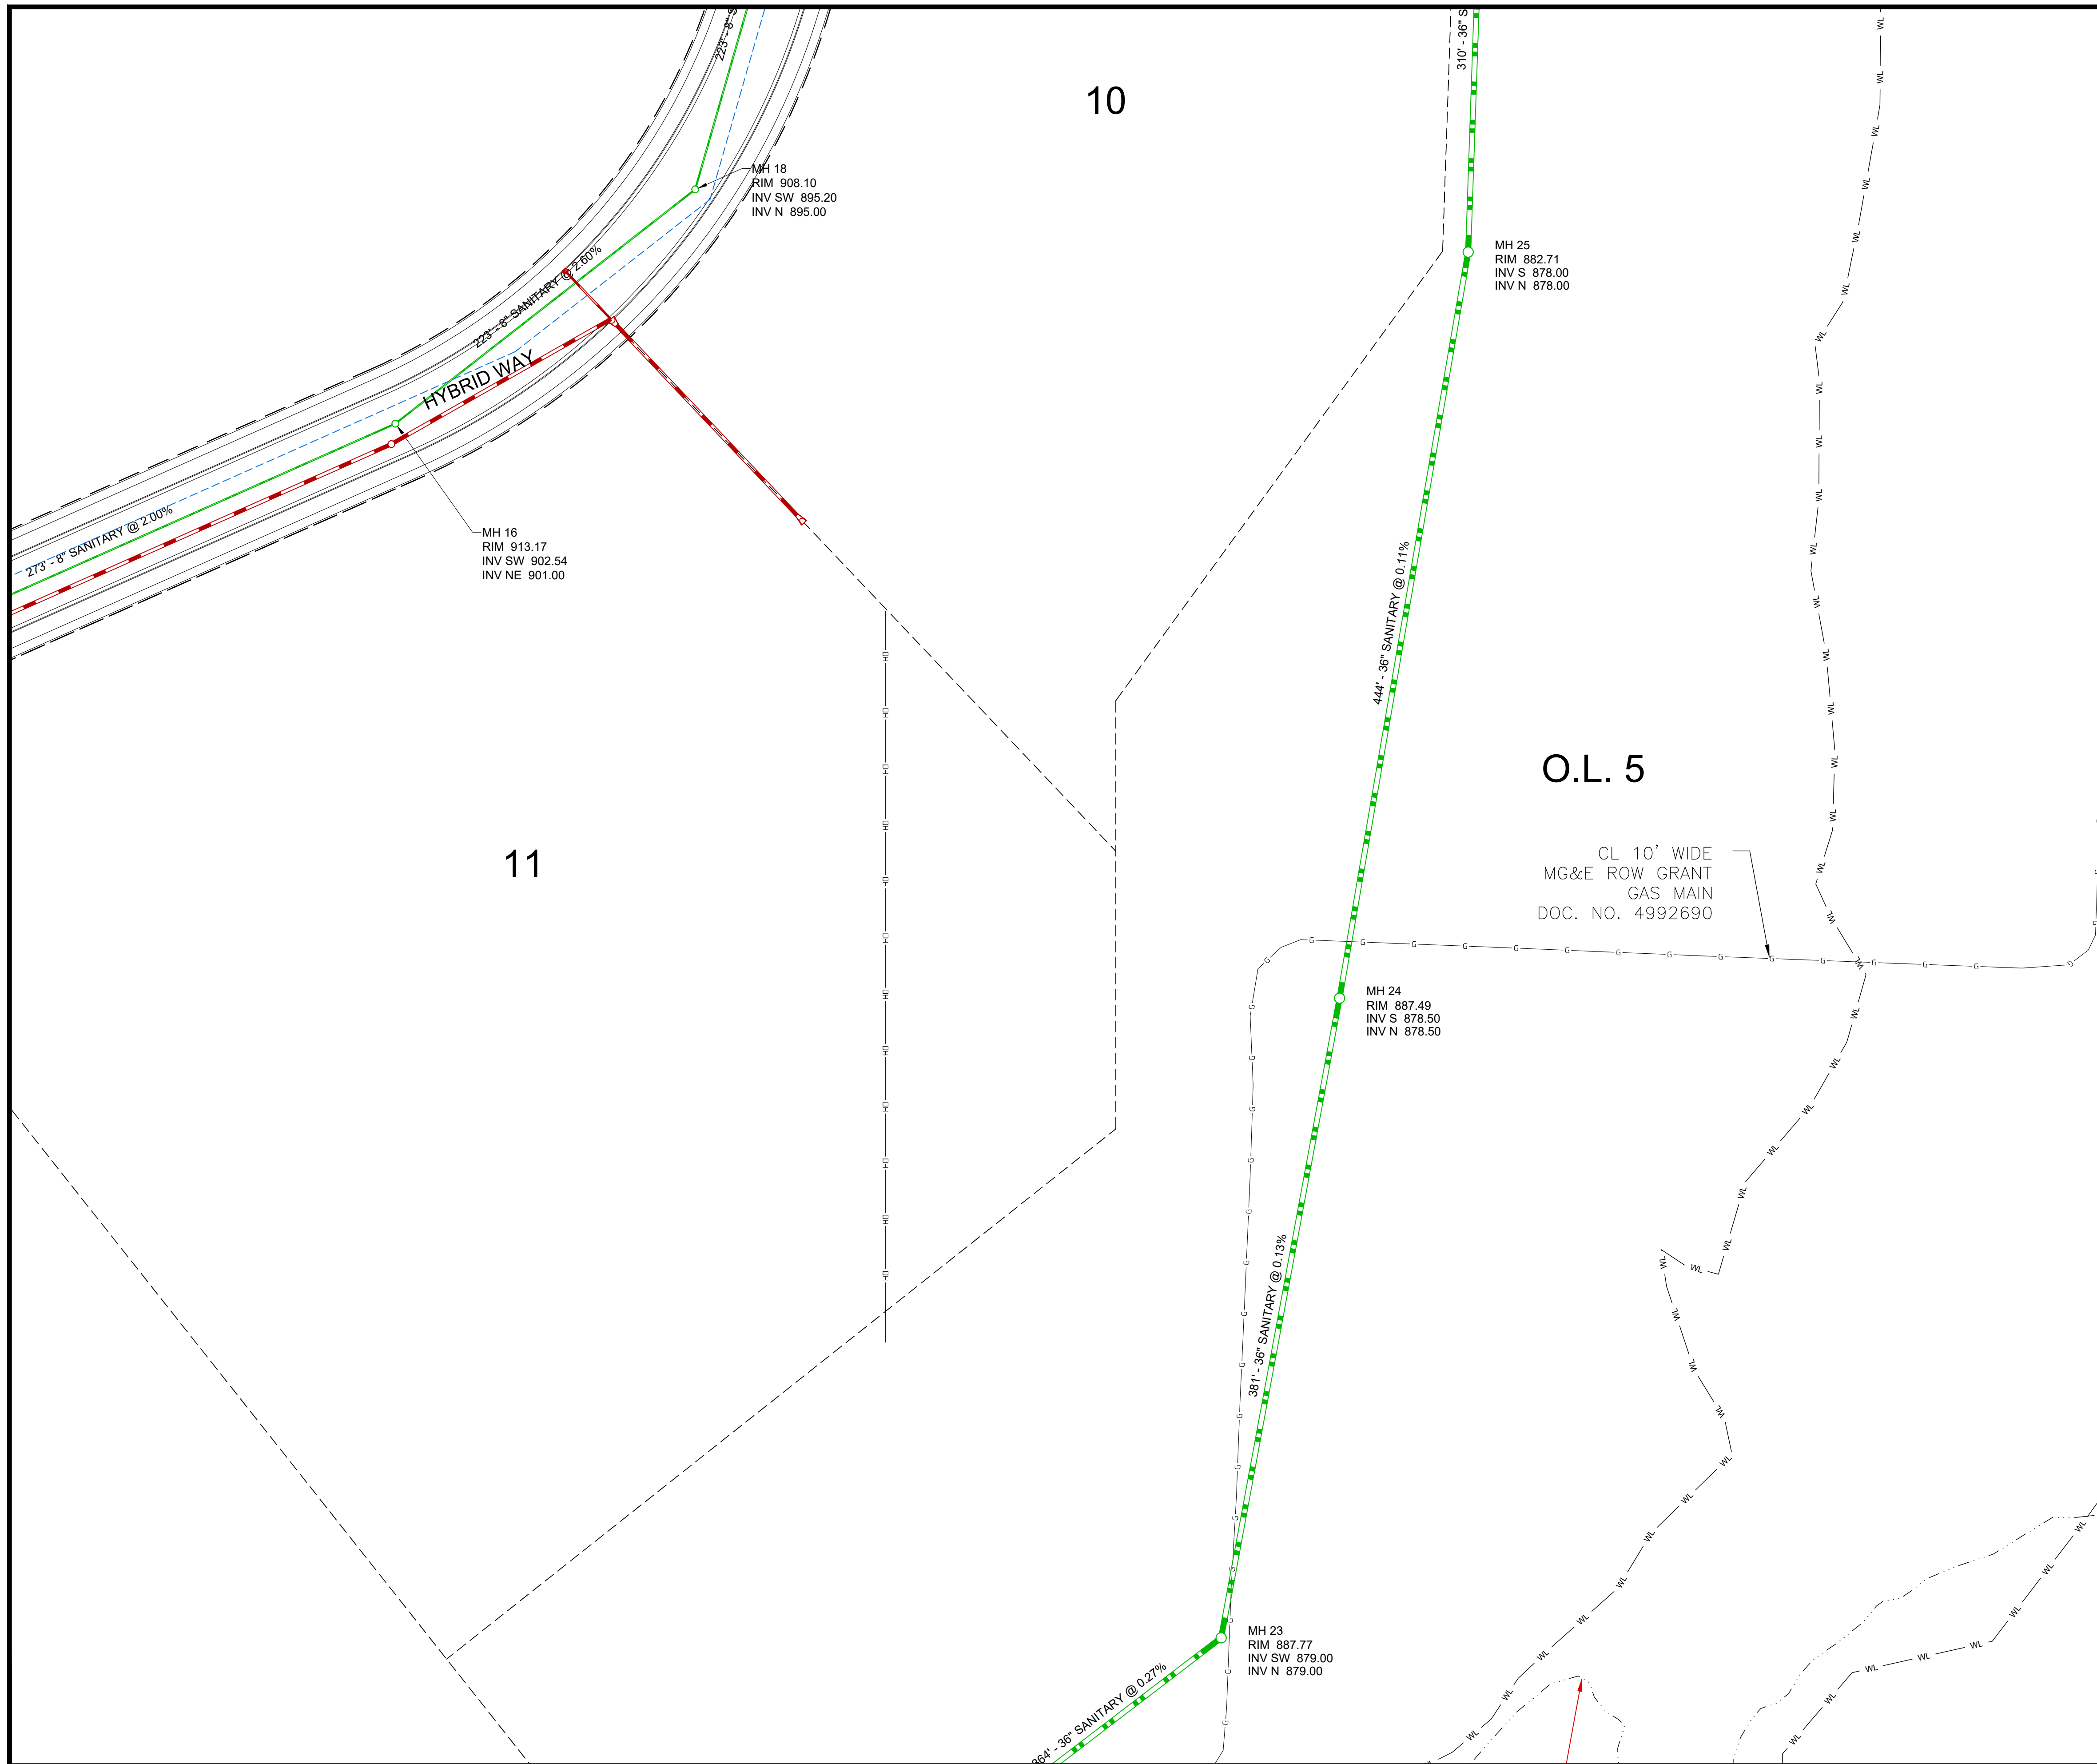 223' - 8" S
310' - 36" S
10
MH 18
RIM 908.10
INV SW 895.20
INV N 895.00
MH 25
RIM 882.71
INV S 878.00
INV N 878.00
223' - 8" SANITARY @ 2.60%
HYBRID WAY
273' - 8" SANITARY @ 2.00%
MH 16
RIM 913.17
INV SW 902.54
INV NE 901.00
444' - 36" SANITARY @ 0.11%
O.L. 5
11
CL 10' WIDE
MG&E ROW GRANT
GAS MAIN
DOC. NO. 4992690
MH 24
RIM 887.49
INV S 878.50
INV N 878.50
381' - 36" SANITARY @ 0.13%
MH 23
RIM 887.77
INV SW 879.00
INV N 879.00
364' - 36" SANITARY @ 0.27%
OH
G
WL